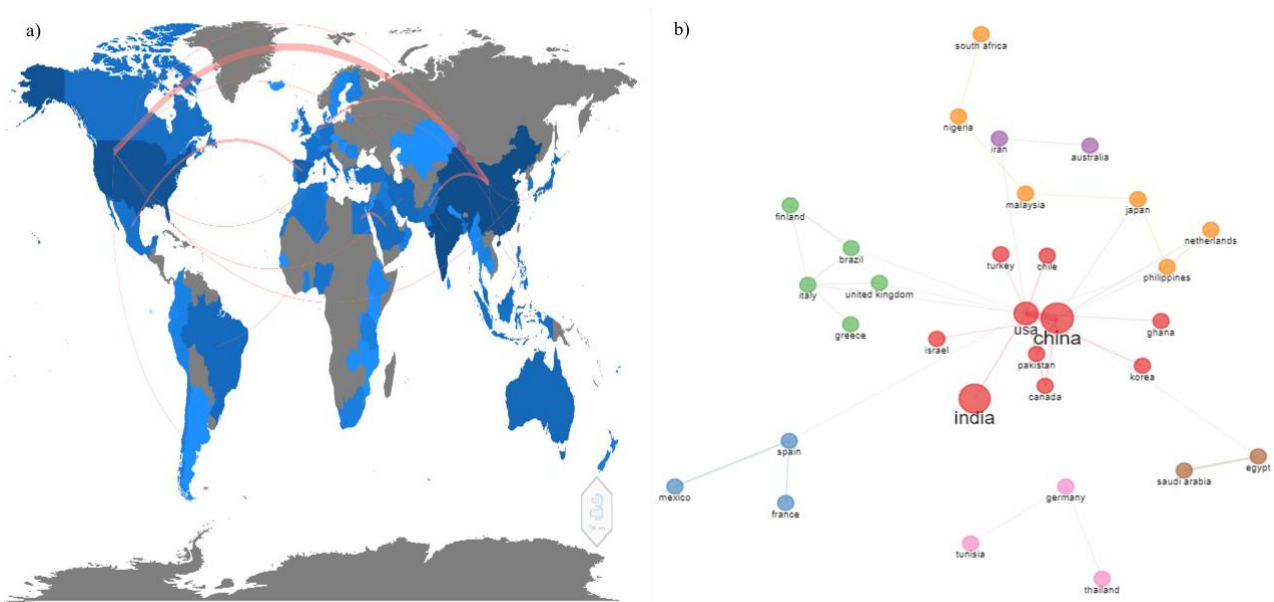 a)
b)
south africa
nigeria
iran
australia
malaysia
japan
finland
netherlands
brazil
turkey
chile
philippines
italy
united kingdom
usa
china
ghana
greece
israel
pakistan
korea
canada
india
spain
egypt
saudi arabia
mexico
germany
france
tunisia
thailand